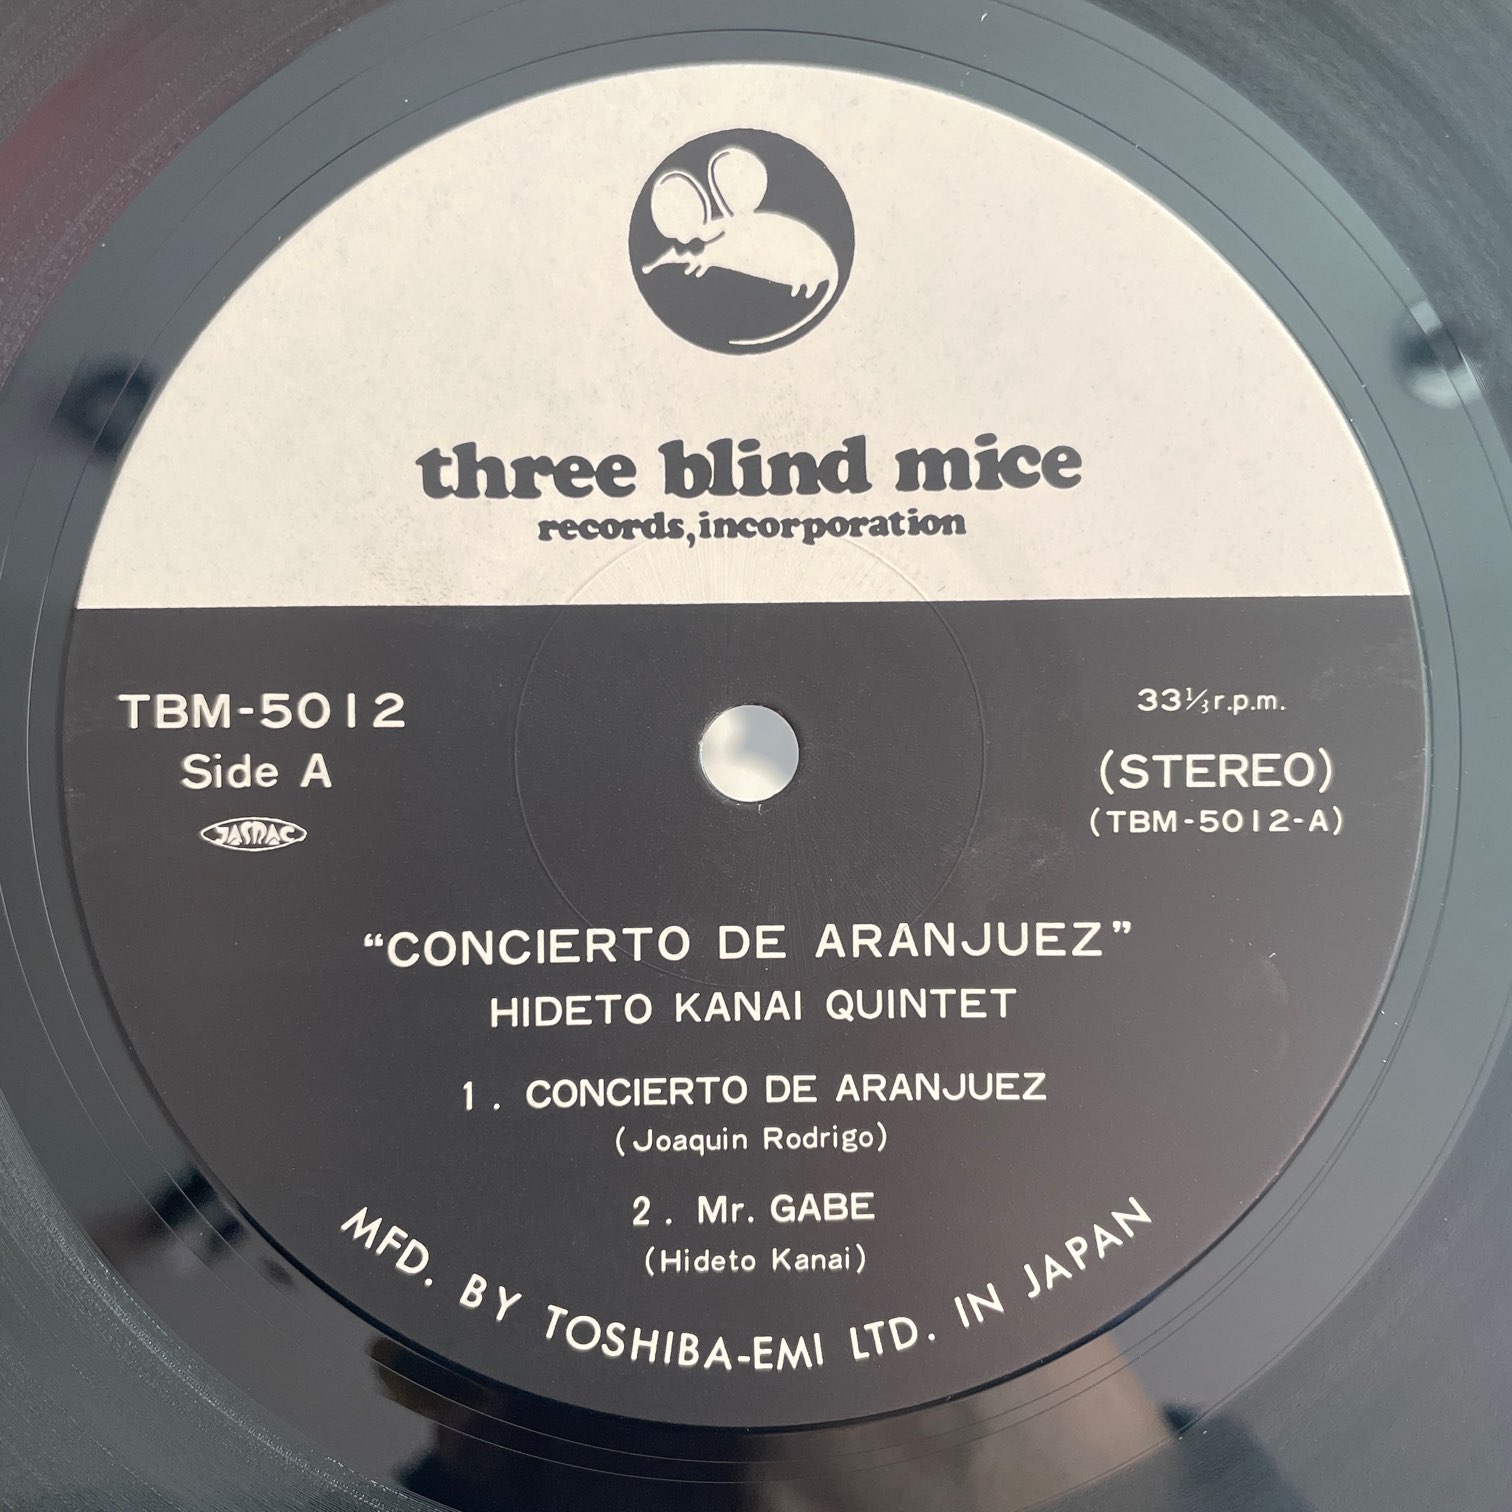 three blind mice
records, incorporation
TBM-5012
Side A
JASRAC
33⅓ r.p.m.
(STEREO)
(TBM-5012-A)
“CONCIERTO DE ARANJUEZ”
HIDETO KANAI QUINTET
1. CONCIERTO DE ARANJUEZ
(Joaquin Rodrigo)
2. Mr. GABE
(Hideto Kanai)
MFD. BY TOSHIBA-EMI LTD. IN JAPAN